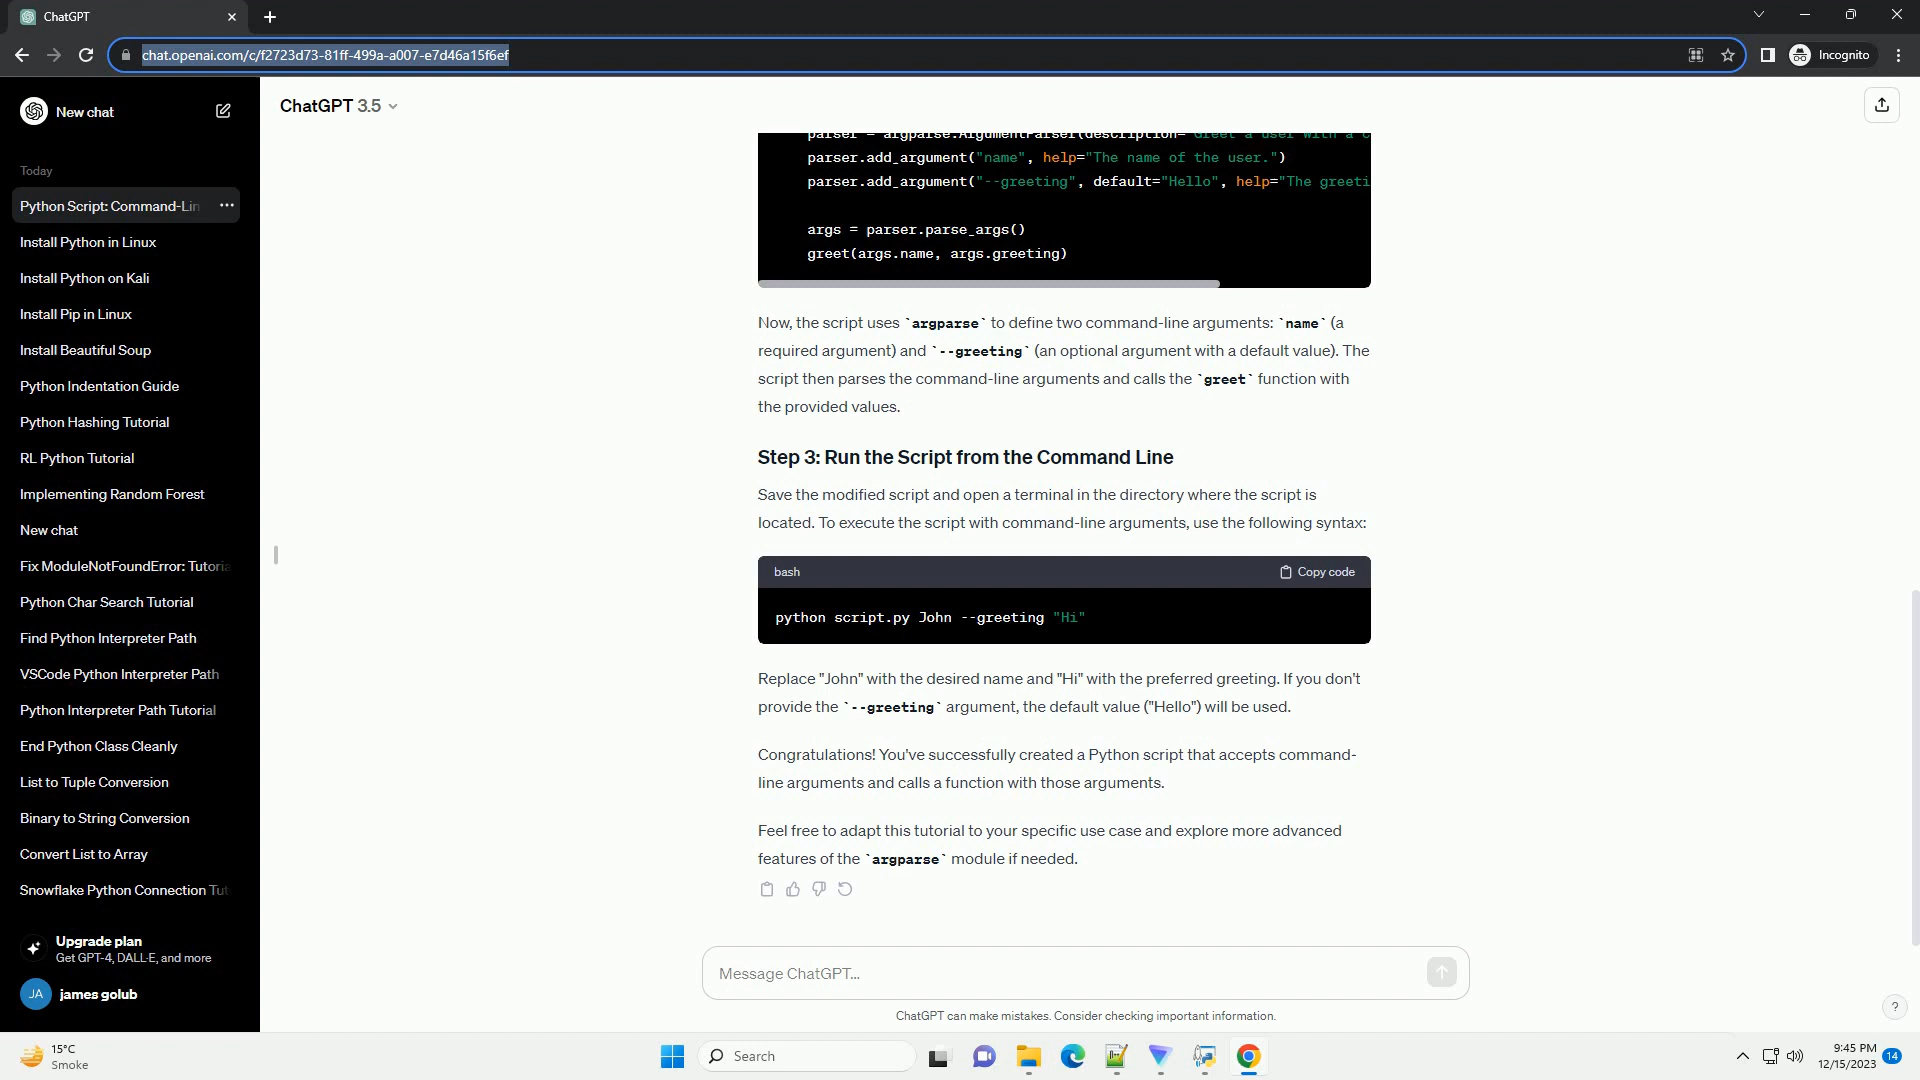 ChatGPT
chat.openai.com/c/f2723d73-81ff-499a-a007-e7d46a15f6ef
Incognito
New chat
Today
Python Script: Command-Lin
Install Python in Linux
Install Python on Kali
Install Pip in Linux
Install Beautiful Soup
Python Indentation Guide
Python Hashing Tutorial
RL Python Tutorial
Implementing Random Forest
New chat
Fix ModuleNotFoundError: Tutoria
Python Char Search Tutorial
Find Python Interpreter Path
VSCode Python Interpreter Path
Python Interpreter Path Tutorial
End Python Class Cleanly
List to Tuple Conversion
Binary to String Conversion
Convert List to Array
Snowflake Python Connection Tut
Upgrade plan
Get GPT-4, DALL·E, and more
JA
james golub
ChatGPT 3.5
parser = argparse.ArgumentParser(description="Greet a user with a c
parser.add_argument("name", help="The name of the user.")
parser.add_argument("--greeting", default="Hello", help="The greeti
args = parser.parse_args()
greet(args.name, args.greeting)
Now, the script uses `argparse` to define two command-line arguments: `name` (a
required argument) and `--greeting` (an optional argument with a default value). The
script then parses the command-line arguments and calls the `greet` function with
the provided values.
Step 3: Run the Script from the Command Line
Save the modified script and open a terminal in the directory where the script is
located. To execute the script with command-line arguments, use the following syntax:
bash
Copy code
python script.py John --greeting "Hi"
Replace "John" with the desired name and "Hi" with the preferred greeting. If you don't
provide the `--greeting` argument, the default value ("Hello") will be used.
Congratulations! You've successfully created a Python script that accepts command-
line arguments and calls a function with those arguments.
Feel free to adapt this tutorial to your specific use case and explore more advanced
features of the `argparse` module if needed.
Message ChatGPT...
ChatGPT can make mistakes. Consider checking important information.
?
15°C
Smoke
Search
9:45 PM
12/15/2023
14